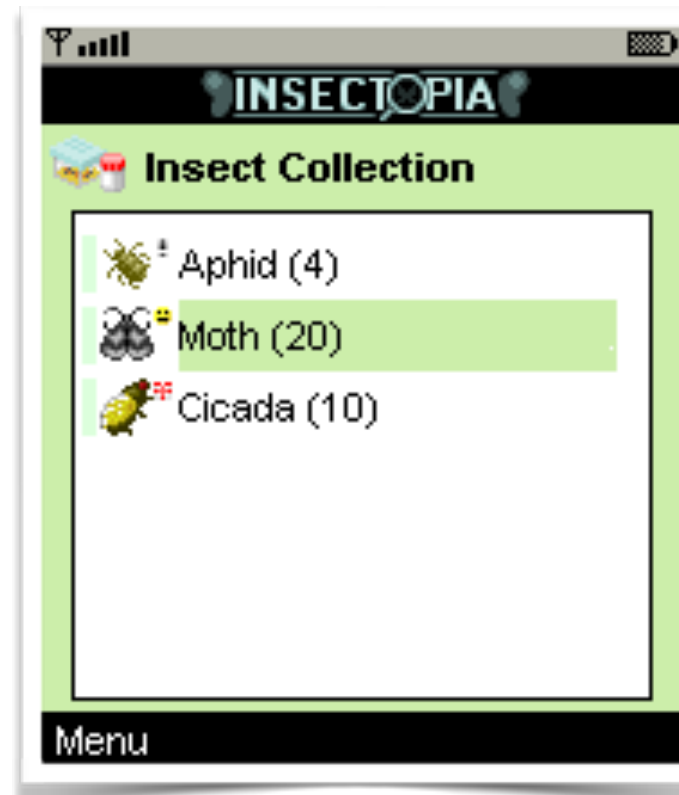 INSECTOPIA
Insect Collection
Aphid (4)
Moth (20)
Cicada (10)
Menu